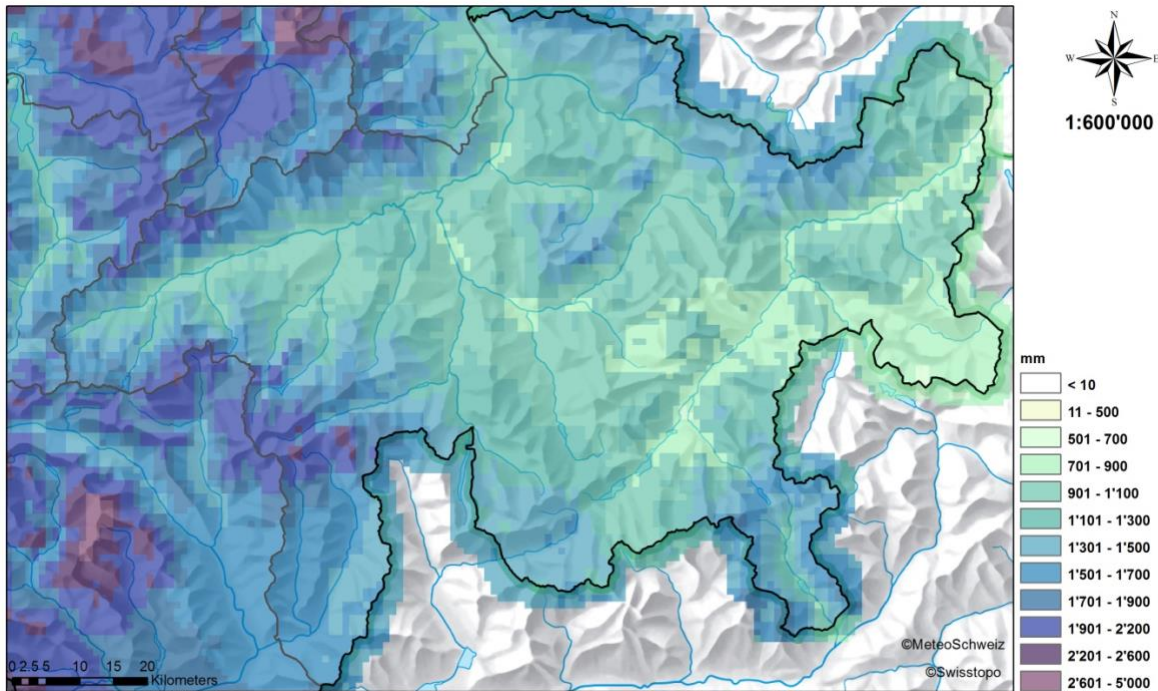 N
W E
S
1:600'000
mm
< 10
11 - 500
501 - 700
701 - 900
901 - 1'100
1'101 - 1'300
1'301 - 1'500
1'501 - 1'700
1'701 - 1'900
1'901 - 2'200
2'201 - 2'600
2'601 - 5'000
©MeteoSchweiz
©Swisstopo
0 2.5 5 10 15 20
Kilometers